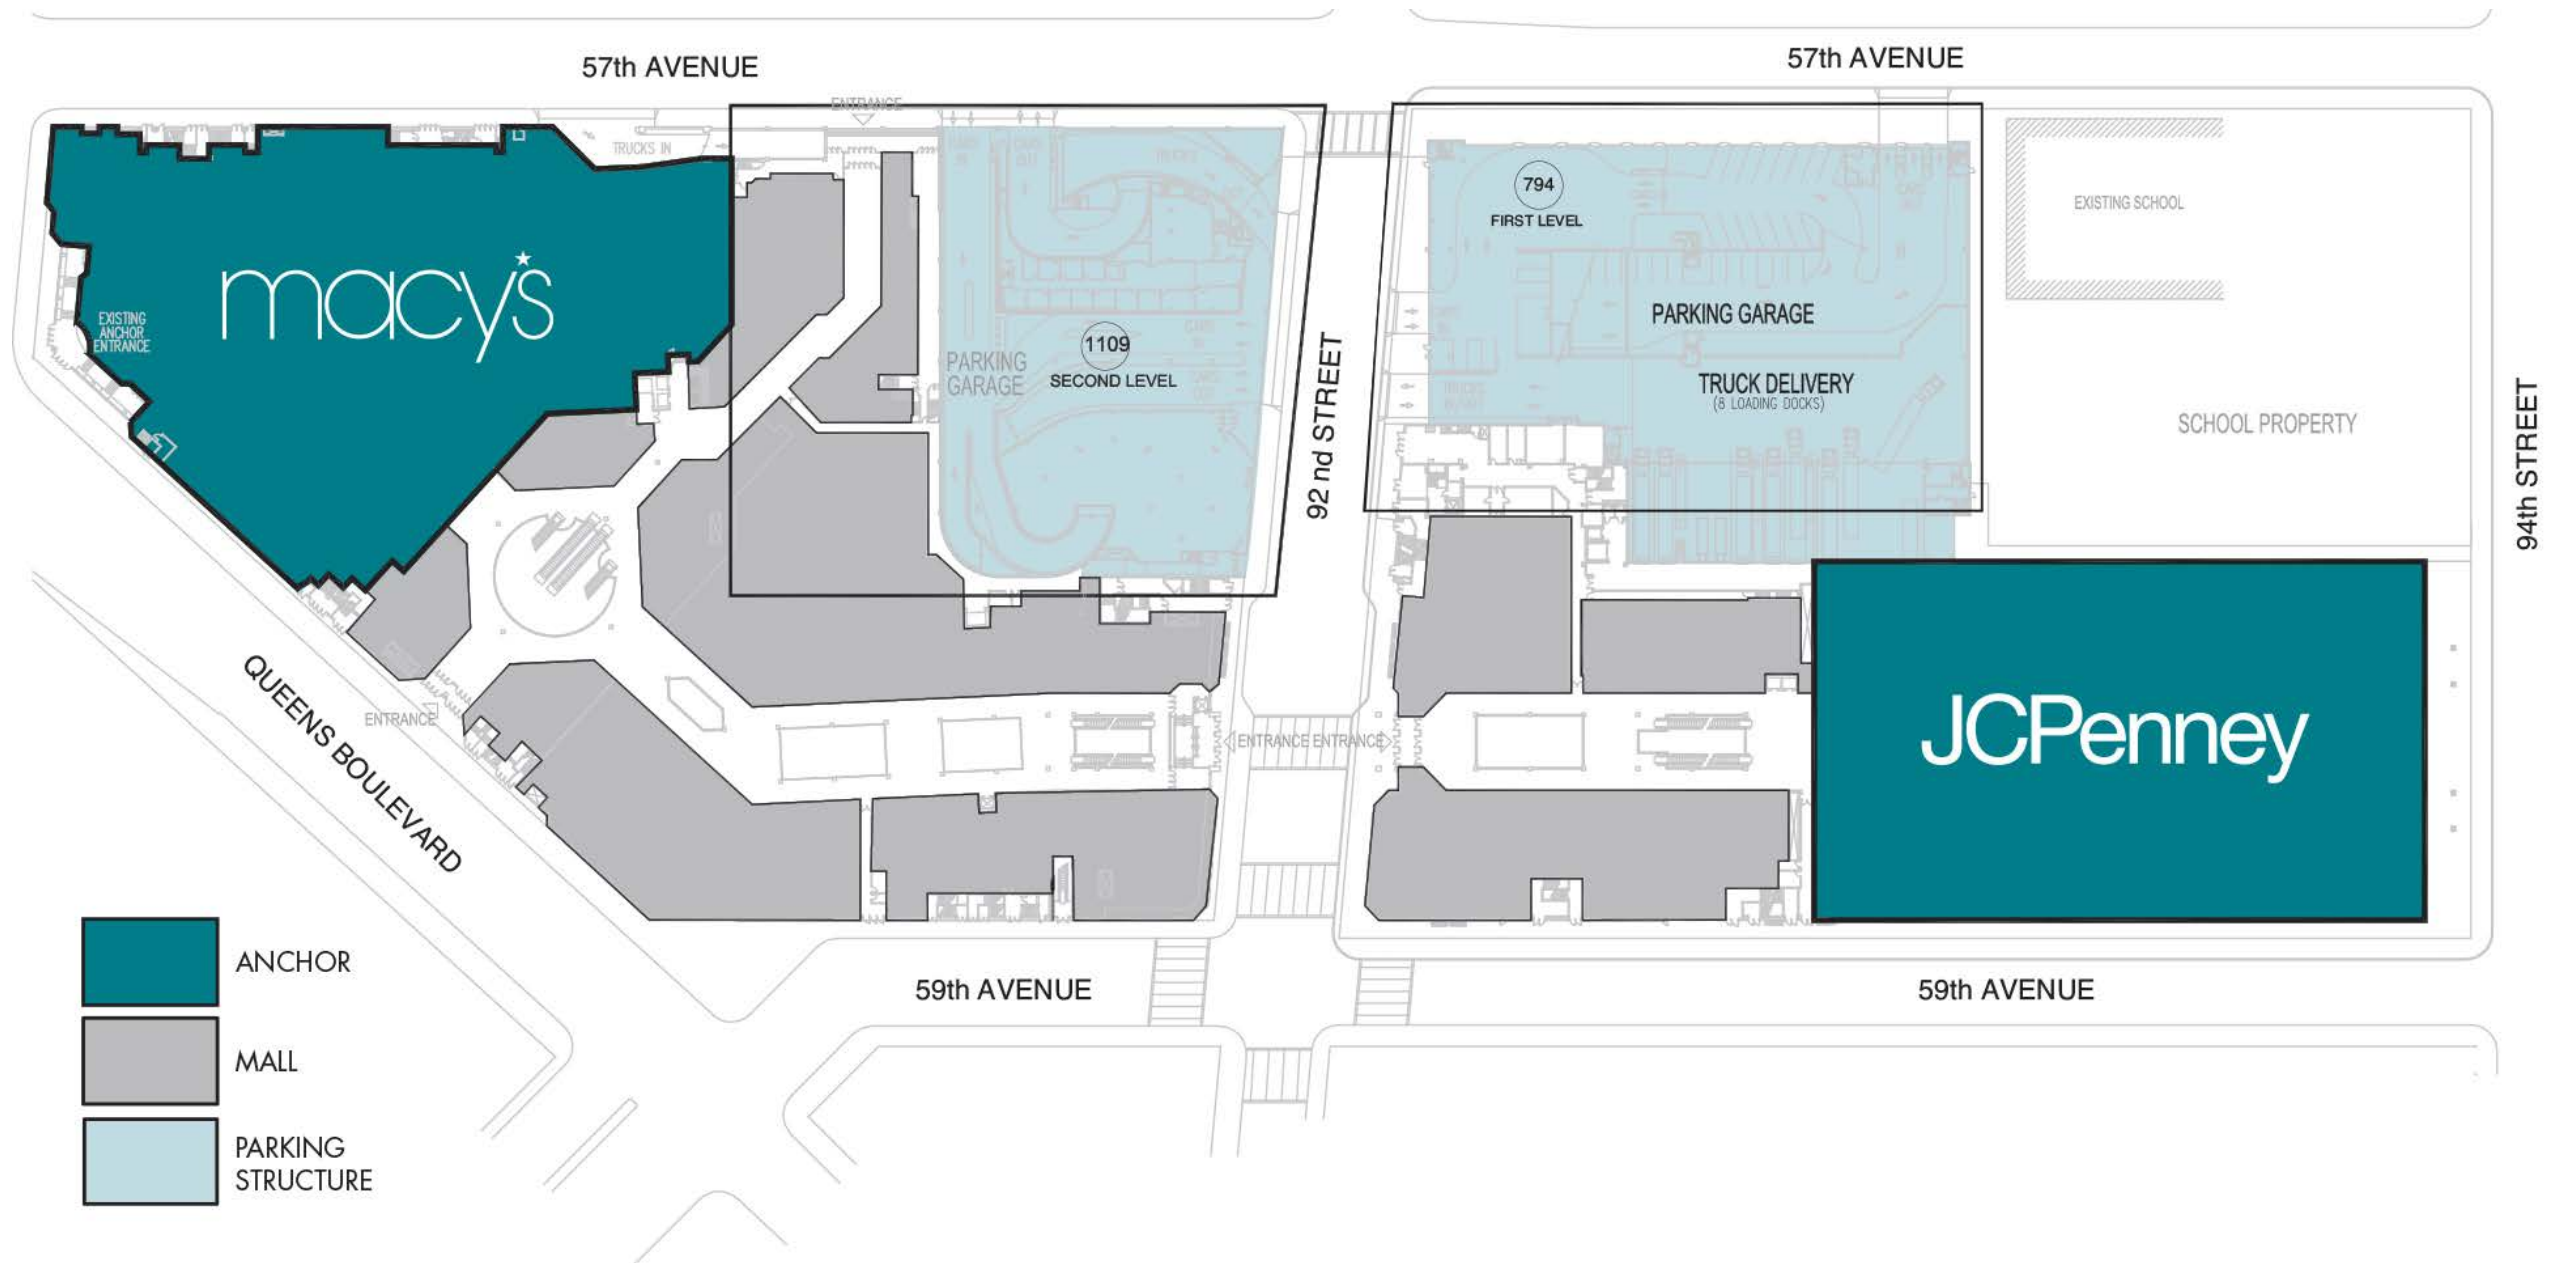 57th AVENUE
57th AVENUE
ENTRANCE
TRUCKS IN
macy's
EXISTING
ANCHOR
ENTRANCE
PARKING
GARAGE
1109
SECOND LEVEL
92 nd STREET
794
FIRST LEVEL
PARKING GARAGE
TRUCK DELIVERY
(8 LOADING DOCKS)
EXISTING SCHOOL
SCHOOL PROPERTY
94th STREET
QUEENS BOULEVARD
ENTRANCE
ENTRANCE
ENTRANCE
JCPenney
59th AVENUE
59th AVENUE
ANCHOR
MALL
PARKING
STRUCTURE